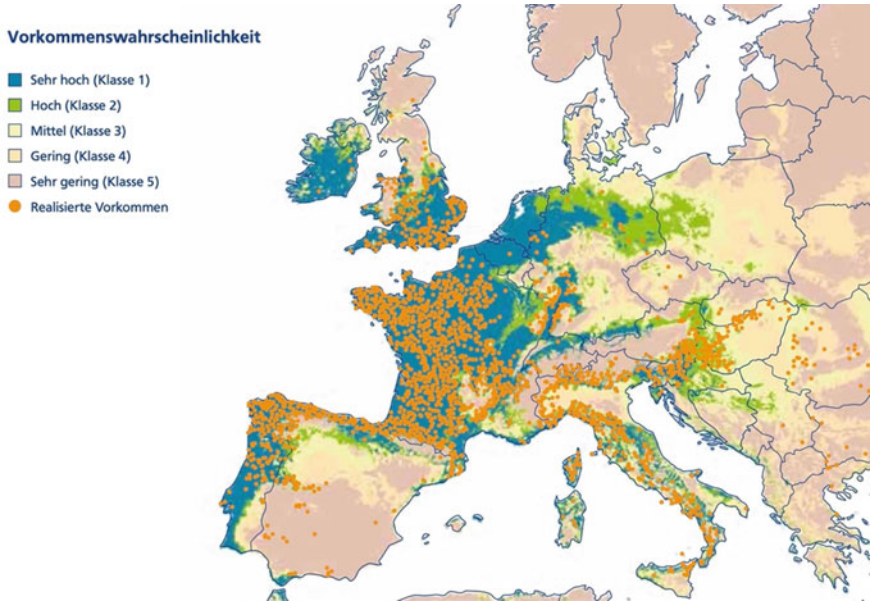 Vorkommenswahrscheinlichkeit
Sehr hoch (Klasse 1)
Hoch (Klasse 2)
Mittel (Klasse 3)
Gering (Klasse 4)
Sehr gering (Klasse 5)
Realisierte Vorkommen